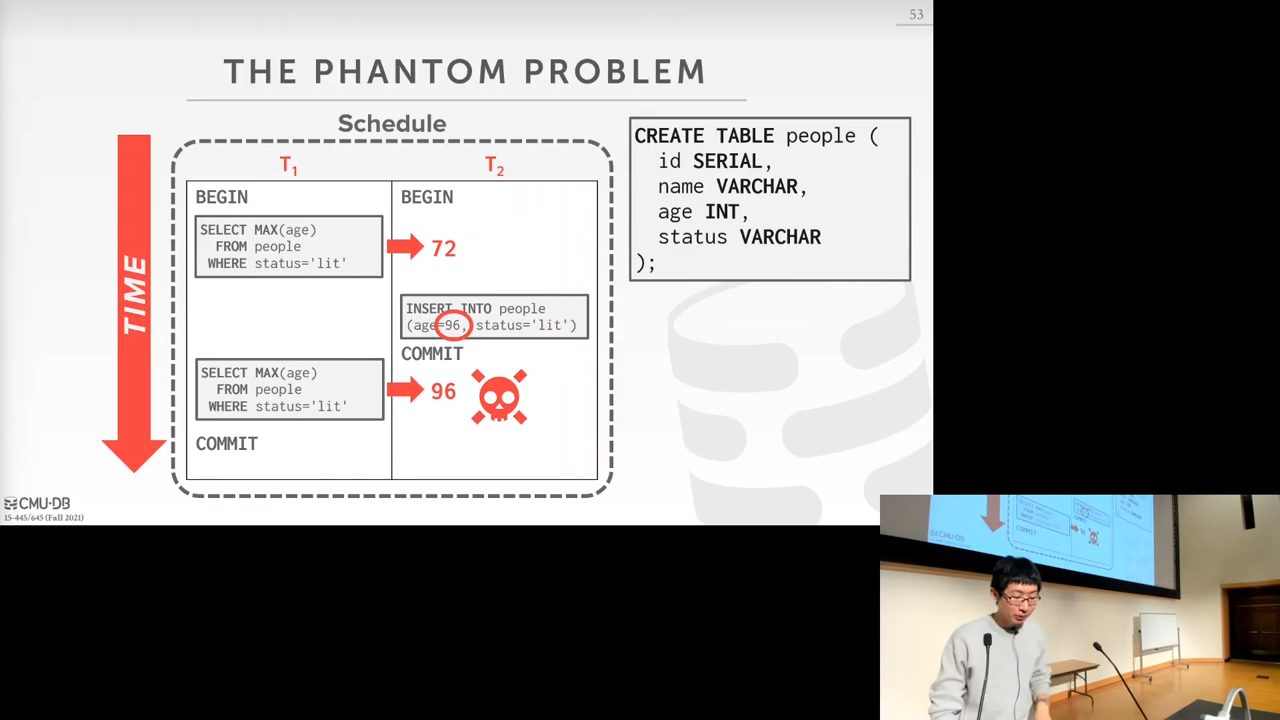 53
THE PHANTOM PROBLEM
Schedule
T1
T2
TIME
BEGIN
BEGIN
SELECT MAX(age)
FROM people
WHERE status='lit'
72
INSERT INTO people
(age=96, status='lit')
COMMIT
SELECT MAX(age)
FROM people
WHERE status='lit'
96
COMMIT
CREATE TABLE people (
id SERIAL,
name VARCHAR,
age INT,
status VARCHAR
);
CMU·DB
15-445/645 (Fall 2021)